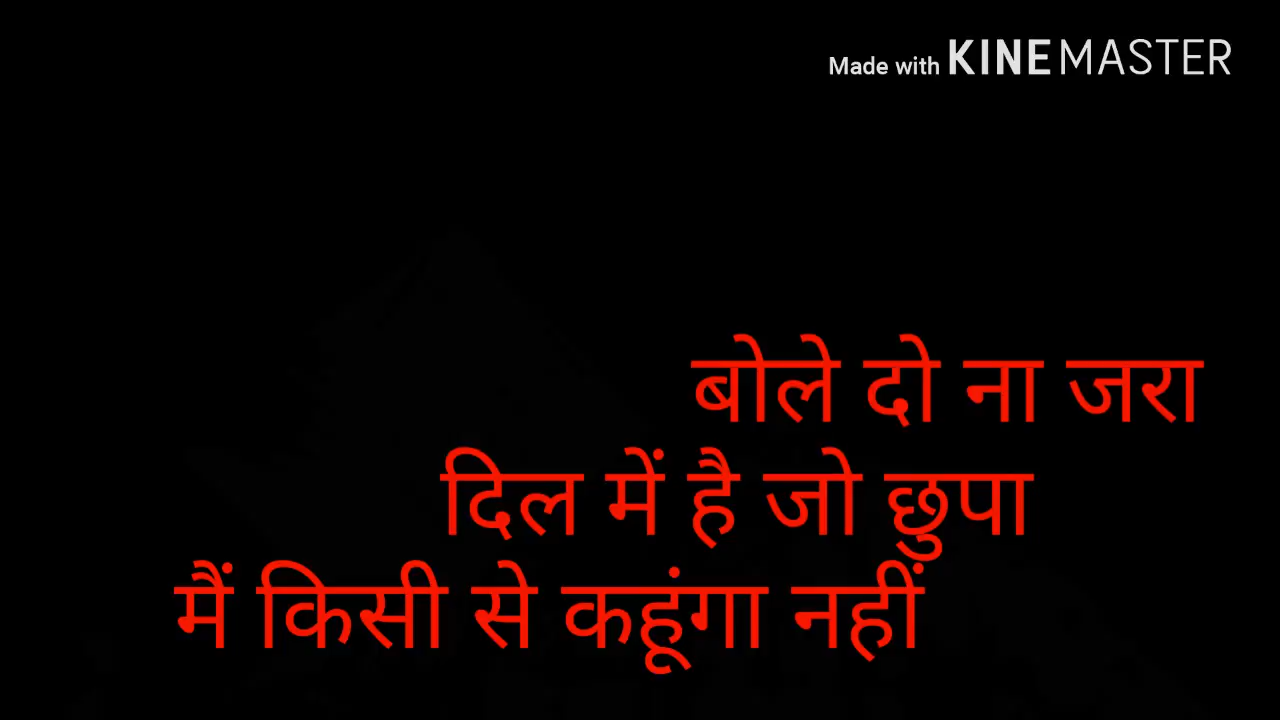 Made with KINEMASTER
बोले दो ना जरा
दिल में है जो छुपा
मैं किसी से कहूंगा नहीं